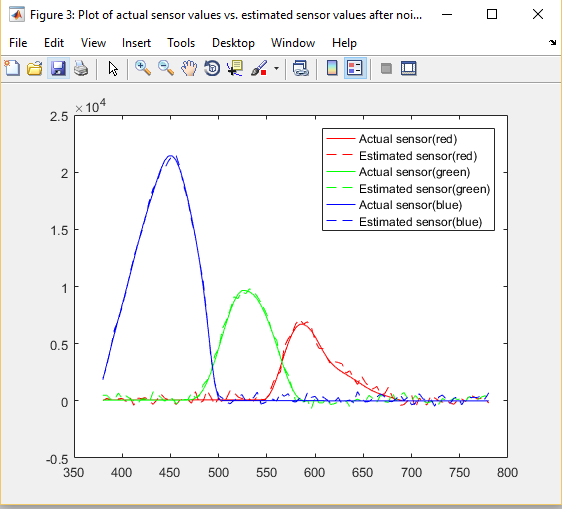 Figure 3: Plot of actual sensor values vs. estimated sensor values after noi...
File Edit View Insert Tools Desktop Window Help
×10⁴
2.5
2
1.5
1
0.5
0
-0.5
350 400 450 500 550 600 650 700 750 800
Actual sensor(red)
Estimated sensor(red)
Actual sensor(green)
Estimated sensor(green)
Actual sensor(blue)
Estimated sensor(blue)